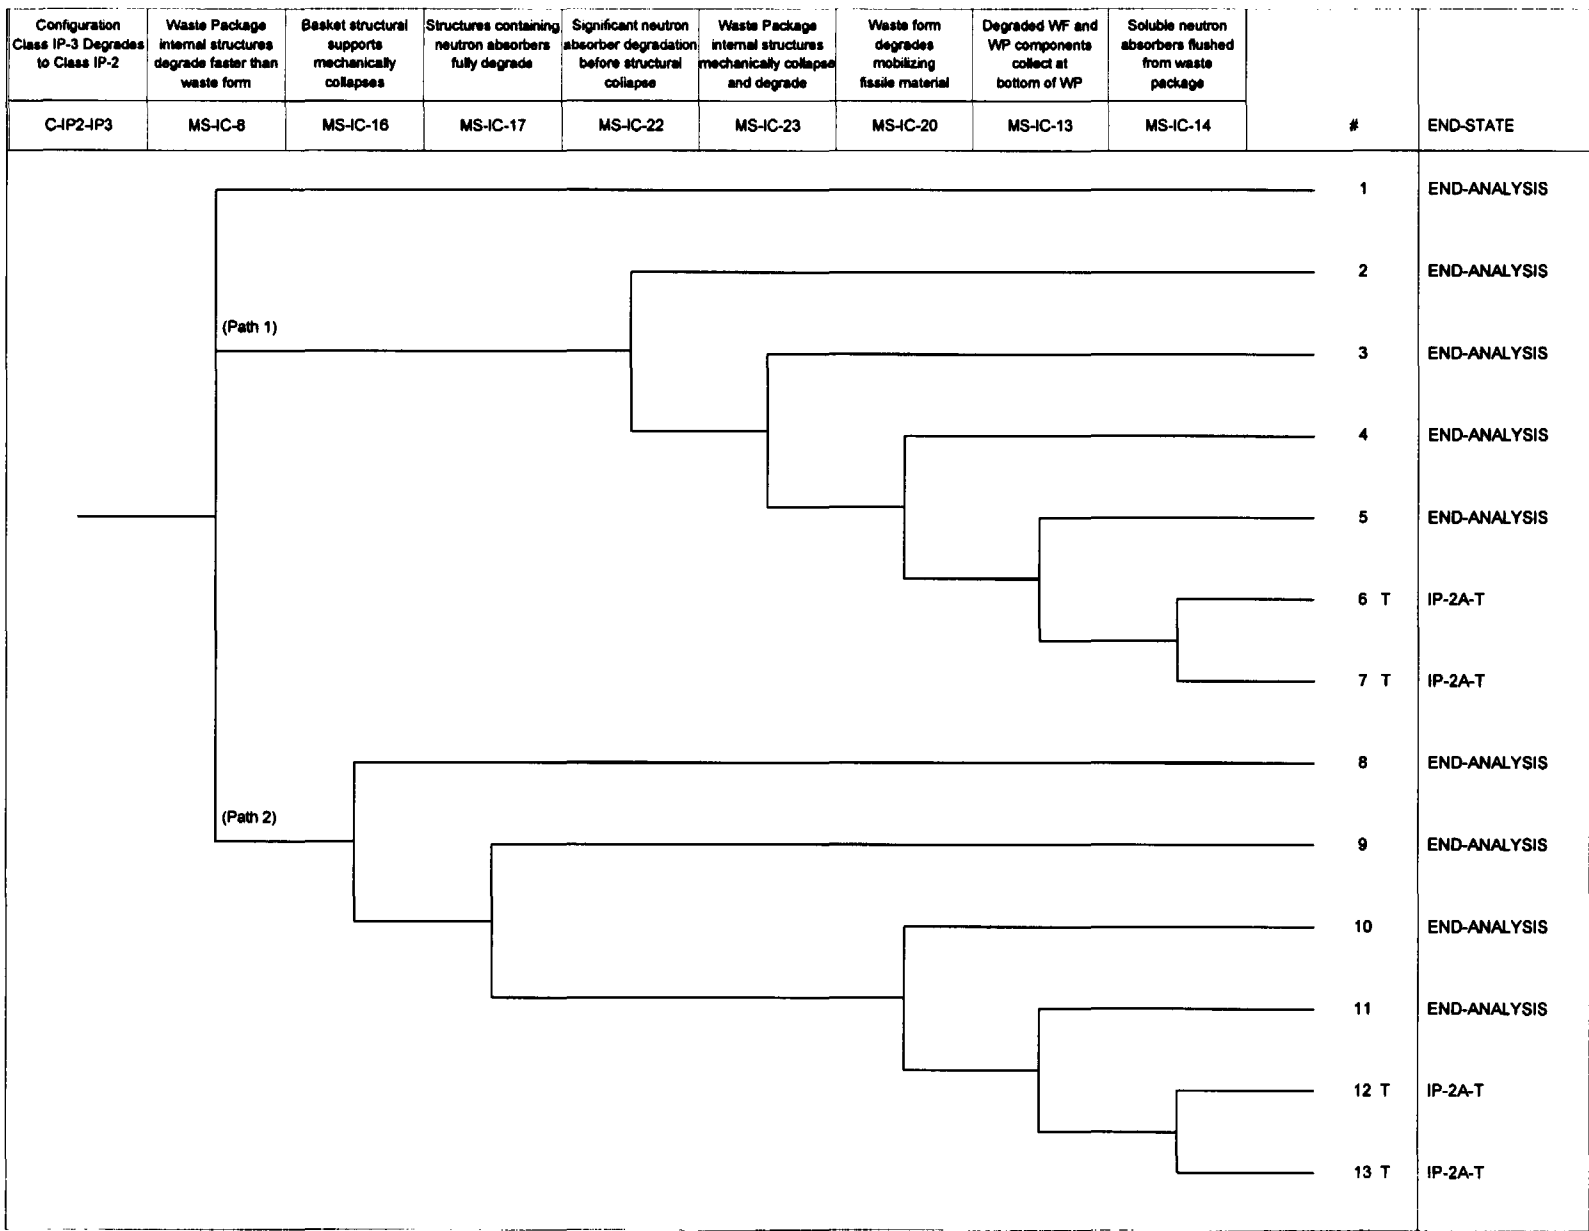 Configuration
Class IP-3 Degrades
to Class IP-2
Waste Package
internal structures
degrade faster than
waste form
Basket structural
supports
mechanically
collapses
Structures containing
neutron absorbers
fully degrade
Significant neutron
absorber degradation
before structural
collapse
Waste Package
internal structures
mechanically collapse
and degrade
Waste form
degrades
mobilizing
fissile material
Degraded WF and
WP components
collect at
bottom of WP
Soluble neutron
absorbers flushed
from waste
package
C-IP2-IP3 MS-IC-8 MS-IC-16 MS-IC-17 MS-IC-22 MS-IC-23 MS-IC-20 MS-IC-13 MS-IC-14 # END-STATE
1 END-ANALYSIS
2 END-ANALYSIS
(Path 1)
3 END-ANALYSIS
4 END-ANALYSIS
5 END-ANALYSIS
6 T IP-2A-T
7 T IP-2A-T
8 END-ANALYSIS
(Path 2)
9 END-ANALYSIS
10 END-ANALYSIS
11 END-ANALYSIS
12 T IP-2A-T
13 T IP-2A-T